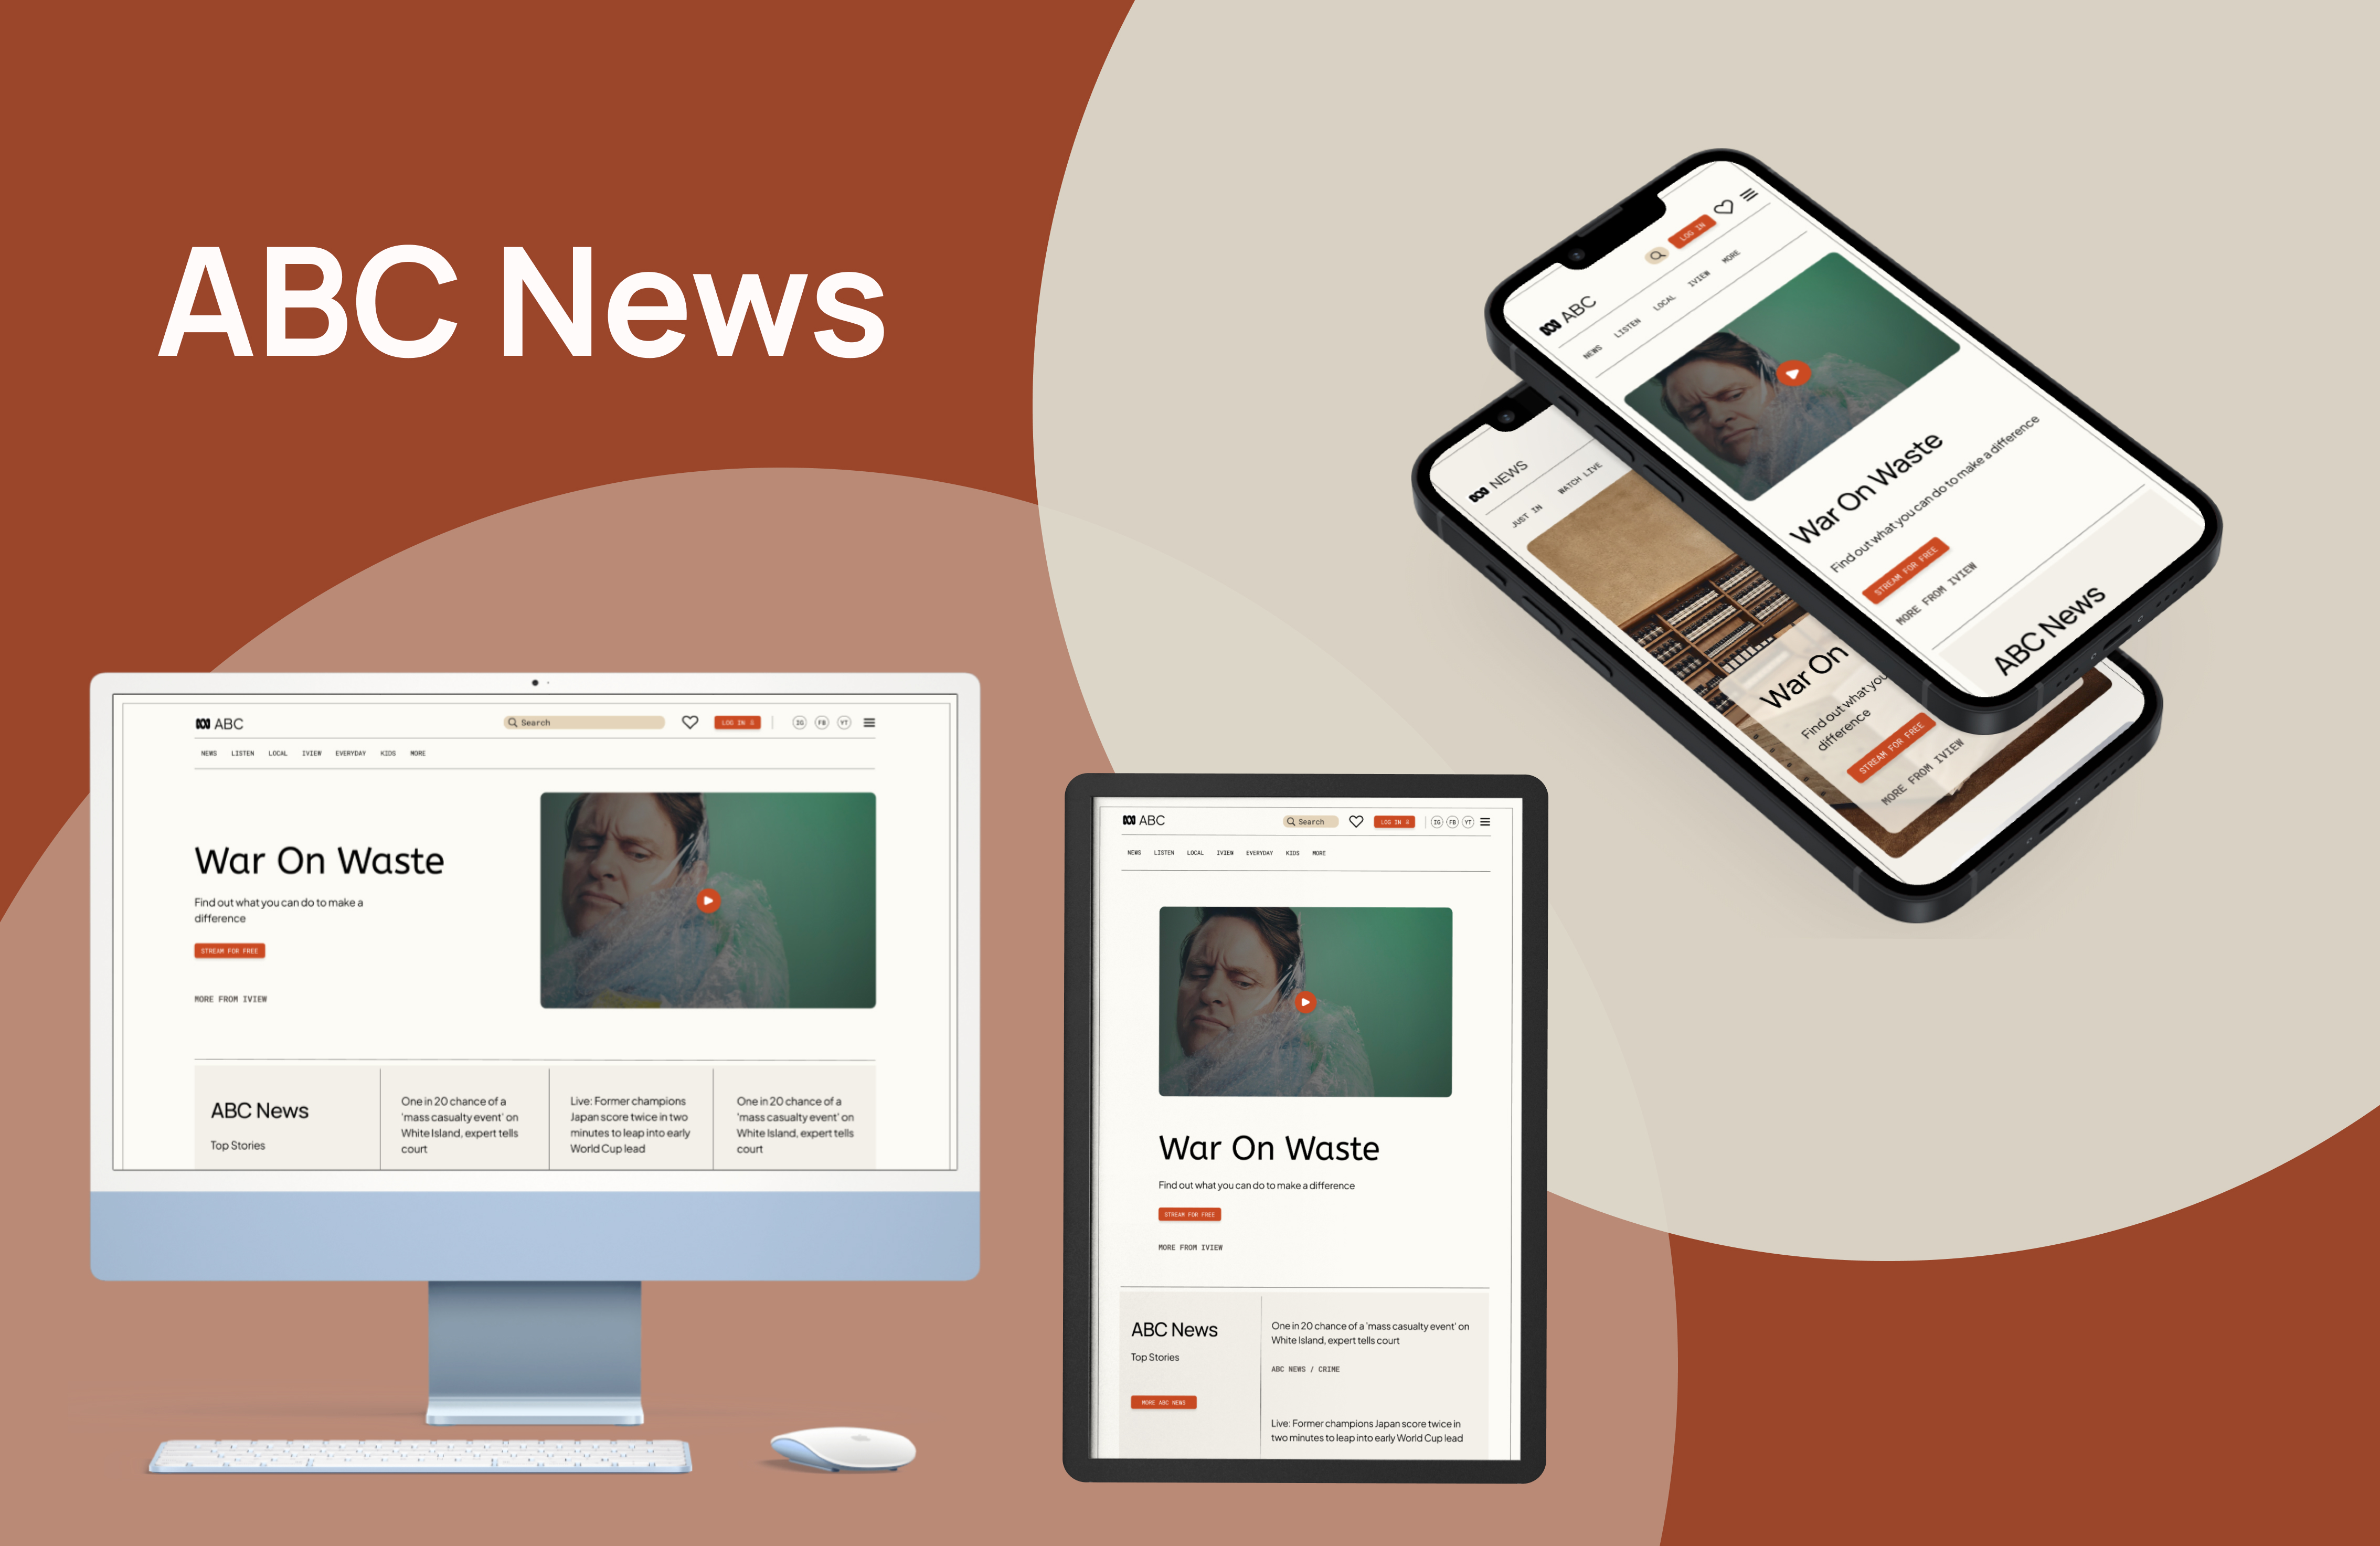 ABC News
ABC
Search
LOG IN
IG
FB
YT
NEWS
LISTEN
LOCAL
IVIEW
EVERYDAY
KIDS
MORE
War On Waste
Find out what you can do to make a
difference
STREAM FOR FREE
MORE FROM IVIEW
ABC News
Top Stories
One in 20 chance of a
'mass casualty event' on
White Island, expert tells
court
Live: Former champions
Japan score twice in two
minutes to leap into early
World Cup lead
One in 20 chance of a
'mass casualty event' on
White Island, expert tells
court
ABC
Search
LOG IN
IG
FB
YT
NEWS
LISTEN
LOCAL
IVIEW
EVERYDAY
KIDS
MORE
War On Waste
Find out what you can do to make a difference
STREAM FOR FREE
MORE FROM IVIEW
ABC News
Top Stories
MORE ABC NEWS
One in 20 chance of a 'mass casualty event' on
White Island, expert tells court
ABC NEWS / CRIME
Live: Former champions Japan score twice in
two minutes to leap into early World Cup lead
ABC
LOG IN
NEWS
LISTEN
LOCAL
IVIEW
MORE
War On Waste
Find out what you can do to make a difference
STREAM FOR FREE
MORE FROM IVIEW
ABC News
NEWS
JUST IN
WATCH LIVE
War On
Find out what you
difference
STREAM FOR FREE
MORE FROM IVIEW